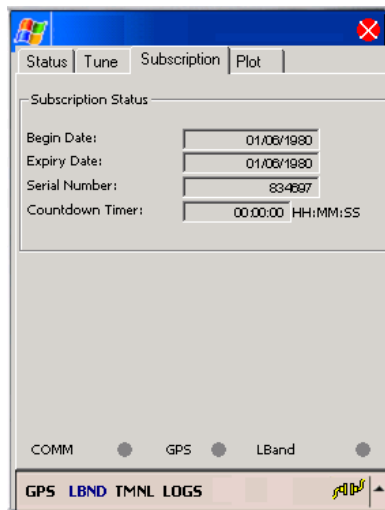 Status Tune Subscription Plot
Subscription Status
Begin Date: 01/06/1980
Expiry Date: 01/06/1980
Serial Number: 834697
Countdown Timer: 00:00:00 HH:MM:SS
COMM GPS LBand
GPS LBND TMNL LOGS